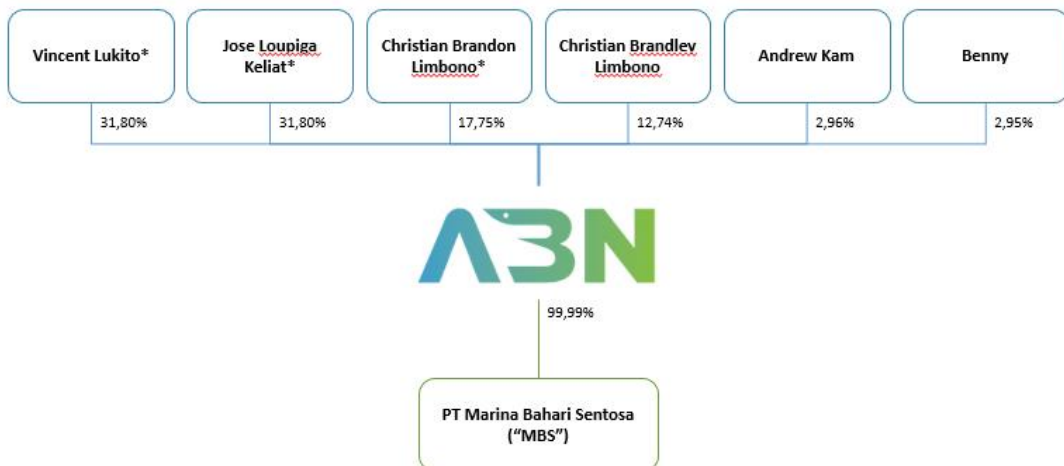 Vincent Lukito*
Jose Loupiga
Keliat*
Christian Brandon
Limbono*
Christian Brandlev
Limbono
Andrew Kam
Benny
31,80%
31,80%
17,75%
12,74%
2,96%
2,95%
ABN
99,99%
PT Marina Bahari Sentosa
(“MBS”)